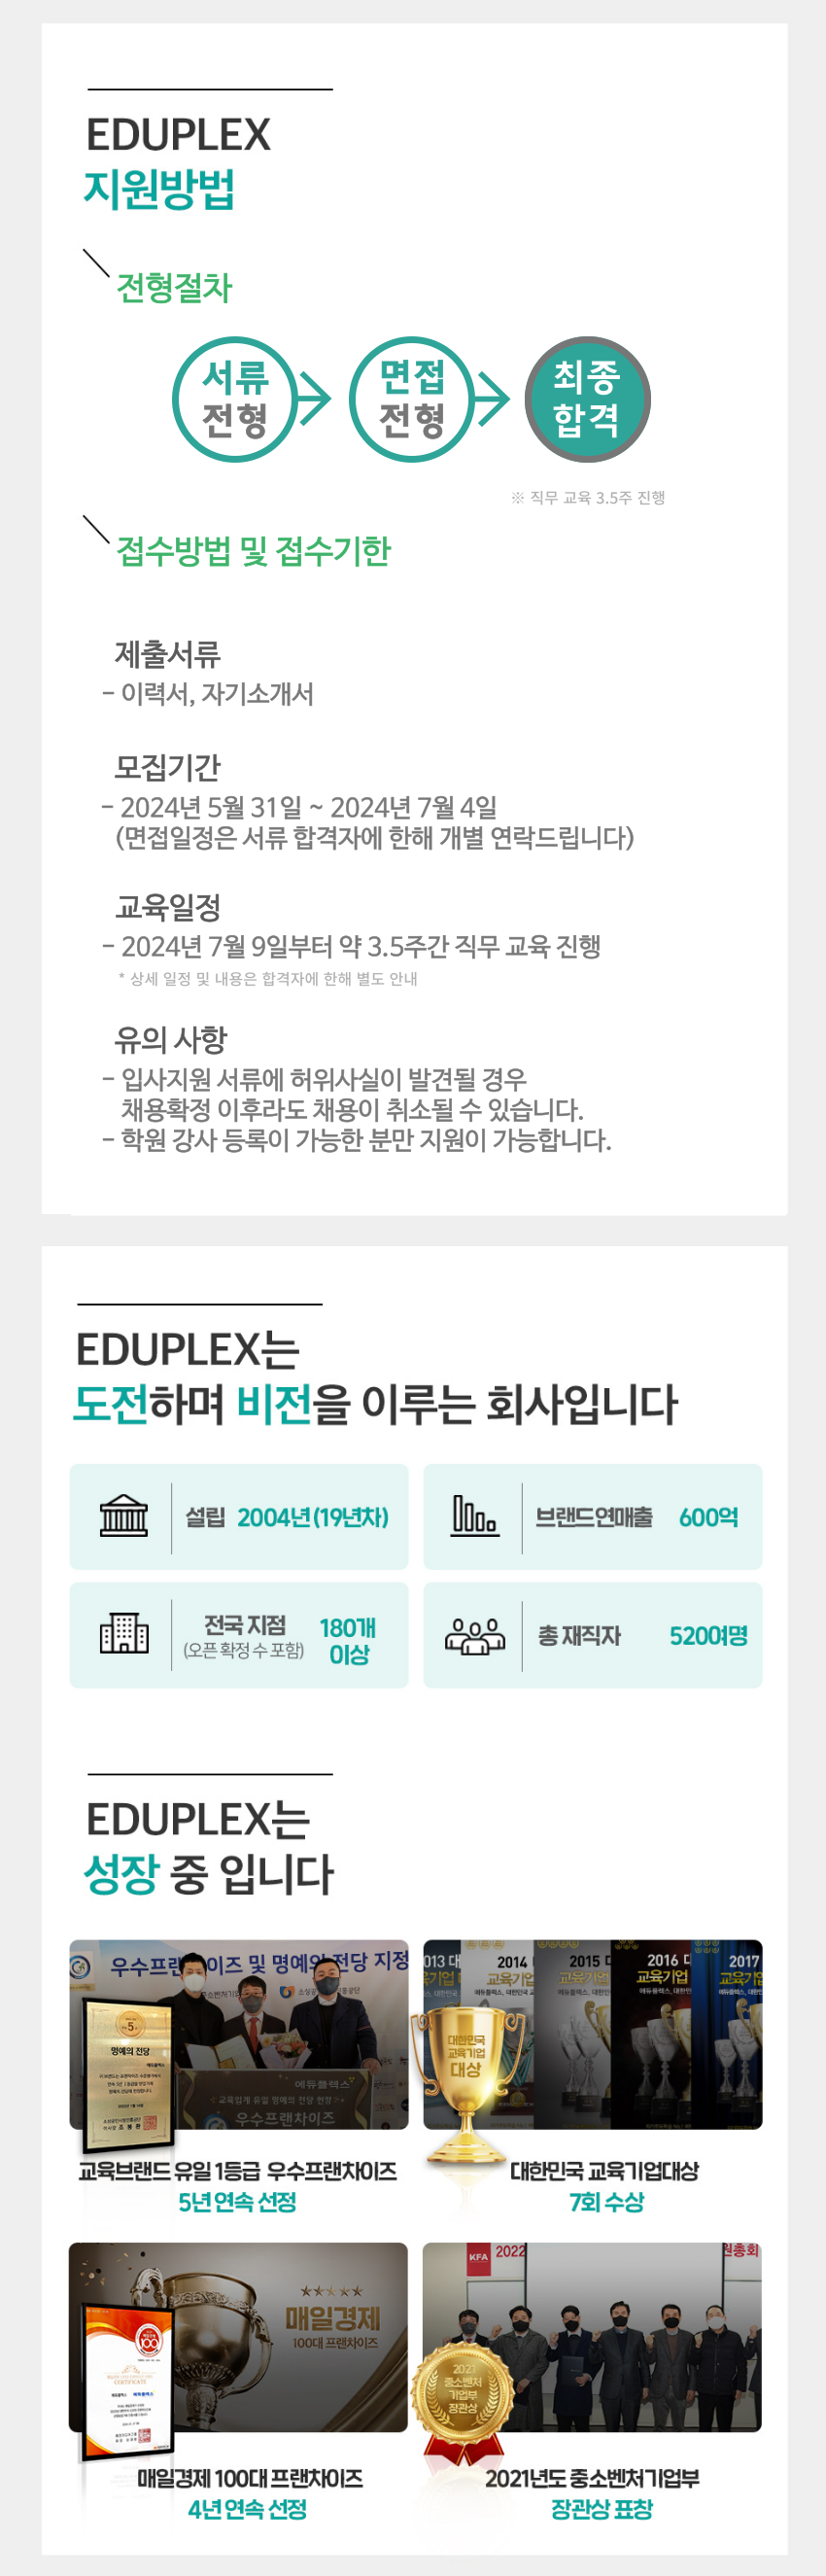 EDUPLEX
지원방법
전형절차
서류
전형
면접
전형
최종
합격
※ 직무 교육 3.5주 진행
접수방법 및 접수기한
제출서류
- 이력서, 자기소개서
모집기간
- 2024년 5월 31일 ~ 2024년 7월 4일
(면접일정은 서류 합격자에 한해 개별 연락드립니다)
교육일정
- 2024년 7월 9일부터 약 3.5주간 직무 교육 진행
* 상세 일정 및 내용은 합격자에 한해 별도 안내
유의 사항
- 입사지원 서류에 허위사실이 발견될 경우
채용확정 이후라도 채용이 취소될 수 있습니다.
- 학원 강사 등록이 가능한 분만 지원이 가능합니다.
EDUPLEX는
도전하며 비전을 이루는 회사입니다
설립 2004년(19년차)
브랜드연매출 600억
전국 지점
(오픈 확정 수 포함)
180개
이상
총 재직자 520여명
EDUPLEX는
성장 중 입니다
우수프랜 이즈 및 명예의 전당 지정
명예의 전당
에듀플렉스
우수프랜차이즈
013 대
교육기업
2014
교육기업
2015
교육기업
2016
교육기업
2017
교육기
대한민국
교육기업
대상
교육브랜드 유일 1등급 우수프랜차이즈
5년 연속 선정
대한민국 교육기업대상
7회 수상
매일경제
100대 프랜차이즈
100
CERTIFICATE
KFA
2022
원총회
2021
중소벤처
기업부
장관상
매일경제 100대 프랜차이즈
4년 연속 선정
2021년도 중소벤처기업부
장관상 표창